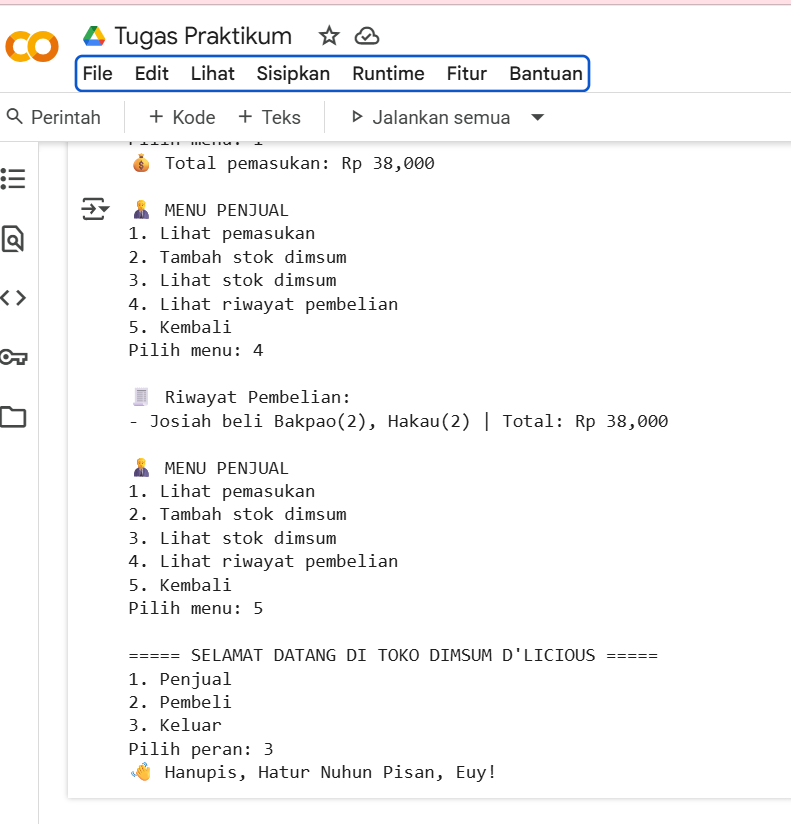 Tugas Praktikum
File Edit Lihat Sisipkan Runtime Fitur Bantuan
Perintah + Kode + Teks Jalankan semua
Pilih menu: 1
💰 Total pemasukan: Rp 38,000
👨‍💼 MENU PENJUAL
1. Lihat pemasukan
2. Tambah stok dimsum
3. Lihat stok dimsum
4. Lihat riwayat pembelian
5. Kembali
Pilih menu: 4
🧾 Riwayat Pembelian:
- Josiah beli Bakpao(2), Hakau(2) | Total: Rp 38,000
👨‍💼 MENU PENJUAL
1. Lihat pemasukan
2. Tambah stok dimsum
3. Lihat stok dimsum
4. Lihat riwayat pembelian
5. Kembali
Pilih menu: 5
===== SELAMAT DATANG DI TOKO DIMSUM D'LICIOUS =====
1. Penjual
2. Pembeli
3. Keluar
Pilih peran: 3
👋 Hanupis, Hatur Nuhun Pisan, Euy!